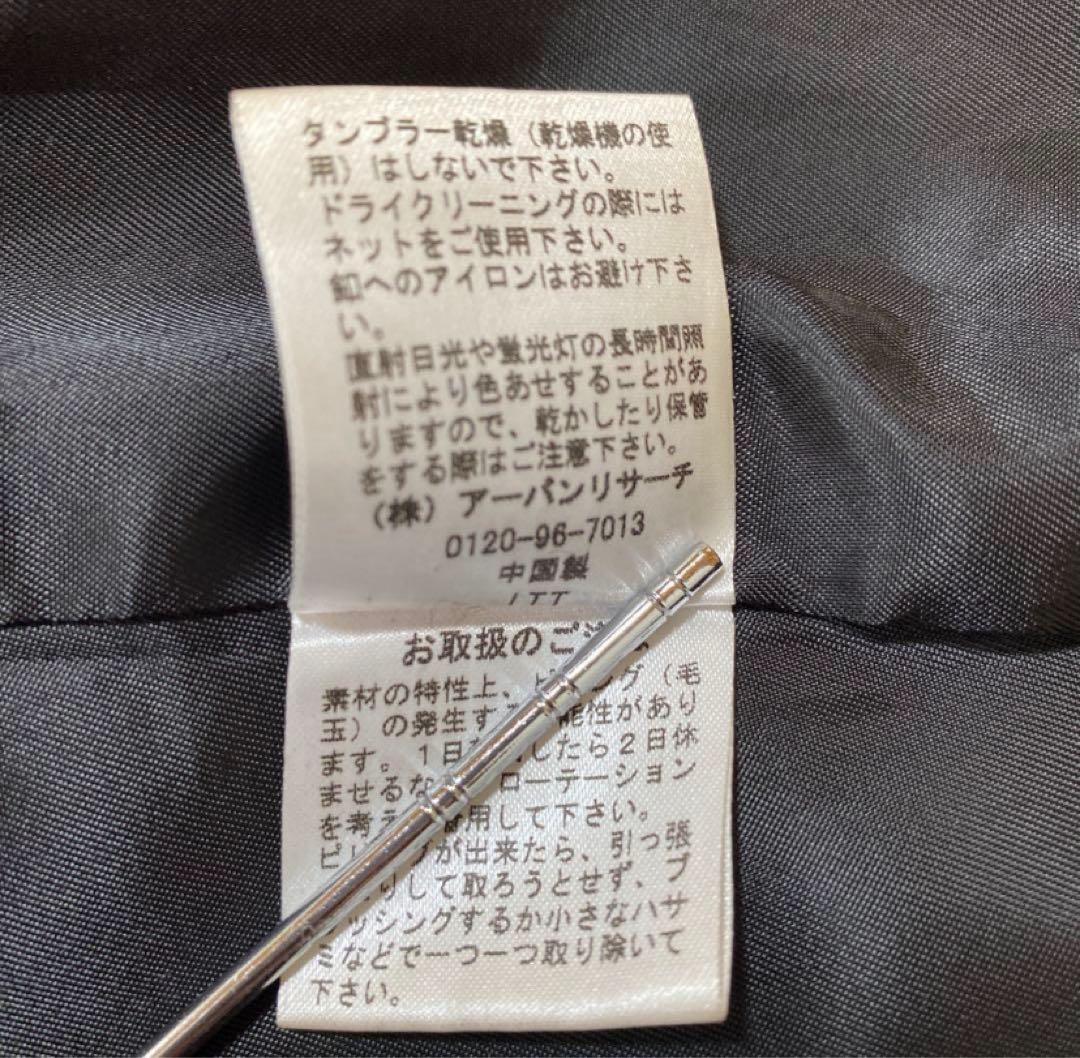 タンブラー乾燥（乾燥機の使
用）はしないで下さい。
ドライクリーニングの際には
ネットをご使用下さい。
釦へのアイロンはお避け下さ
い。
直射日光や蛍光灯の長時間照
射により色あせすることがあ
りますので、乾かしたり保管
をする際はご注意下さい。
（株）アーバンリサーチ
0120-96-7013
中国製
お取扱のご
素材の特性上、ピ グ（毛
玉）の発生す 能性があり
ます。１日 したら２日休
ませるな ローテーション
を考え 着用して下さい。
ピ が出来たら、引っ張
りして取ろうとせず、ブ
ッシングするか小さなハサ
ミなどで一つ一つ取り除いて
下さい。